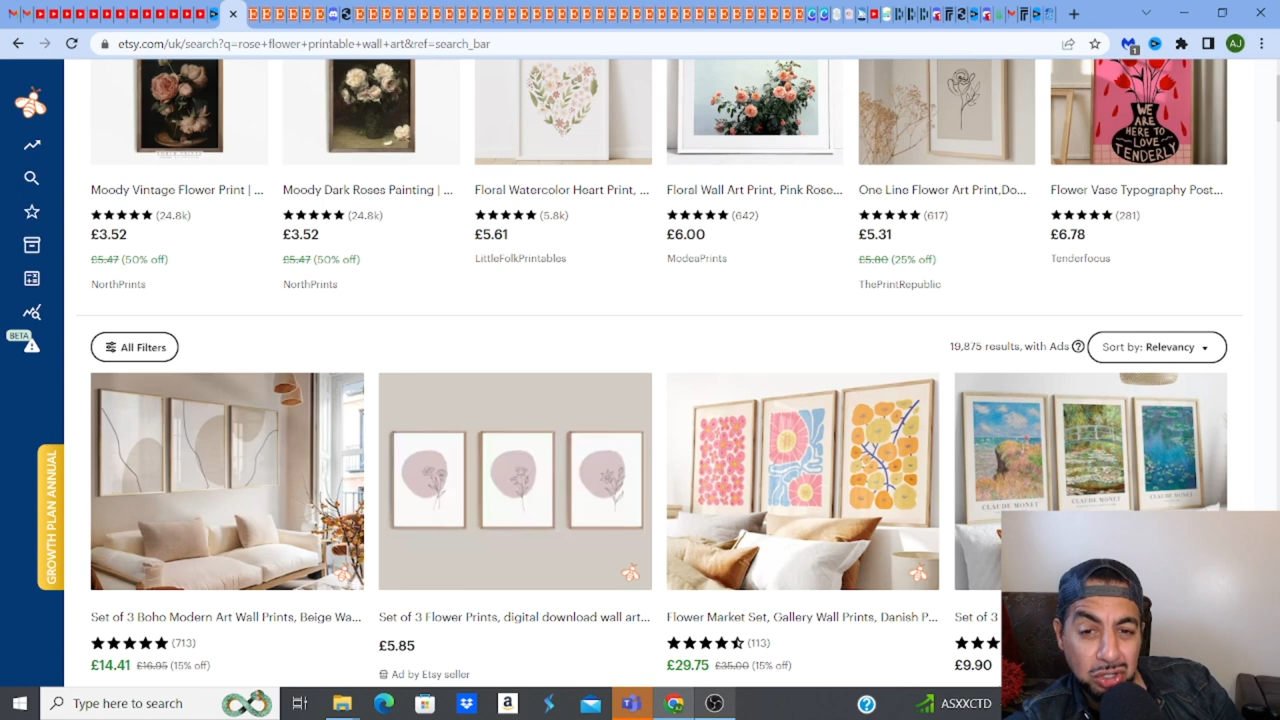 etsy.com/uk/search?q=rose+flower+printable+wall+art&ref=search_bar
1
AJ
WE
ARE
HERE TO
LOVE
TENDERLY
Moody Vintage Flower Print | ...
Moody Dark Roses Painting | ...
Floral Watercolor Heart Print, ...
Floral Wall Art Print, Pink Rose...
One Line Flower Art Print,Do...
Flower Vase Typography Post...
(24.8k)
(24.8k)
(5.8k)
(642)
(617)
(281)
£3.52
£3.52
£5.61
£6.00
£5.31
£6.78
£5.47 (50% off)
£5.47 (50% off)
LittleFolkPrintables
ModeaPrints
£5.80 (25% off)
Tenderfocus
NorthPrints
NorthPrints
ThePrintRepublic
BETA
All Filters
19,875 results, with Ads ?
Sort by: Relevancy
CLAUDE MONET
CLAUDE MONET
CLAUDE MONET
GROWTH PLAN ANNUAL
Set of 3 Boho Modern Art Wall Prints, Beige Wa...
Set of 3 Flower Prints, digital download wall art...
Flower Market Set, Gallery Wall Prints, Danish P...
Set of 3
(713)
£5.85
(113)
£14.41 £16.95 (15% off)
Ad by Etsy seller
£29.75 £35.00 (15% off)
£9.90
Type here to search
ASXXCTD